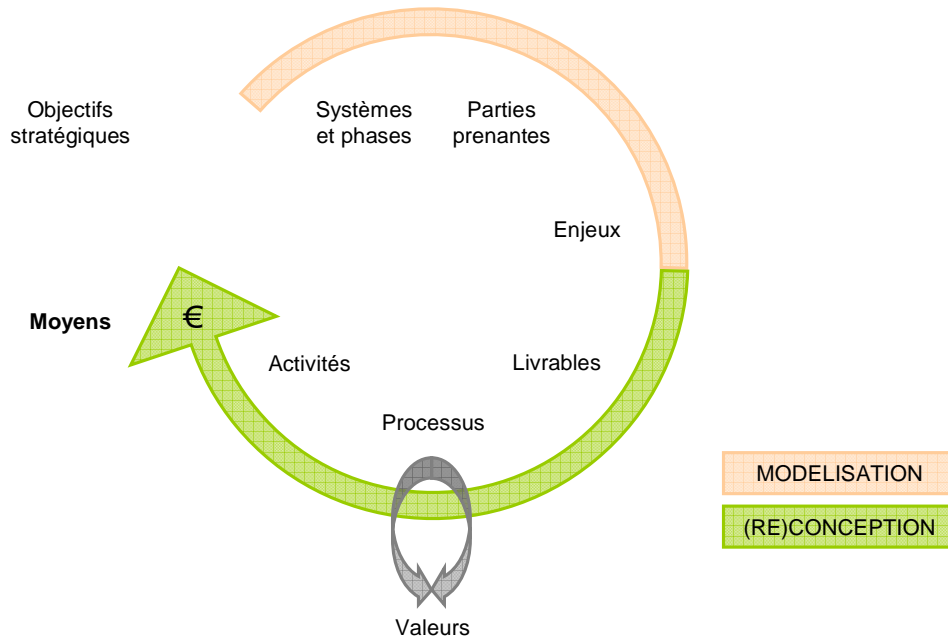 Objectifs
stratégiques
Systèmes
et phases
Parties
prenantes
Enjeux
Moyens
€
Activités
Livrables
Processus
MODELISATION
(RE)CONCEPTION
Valeurs